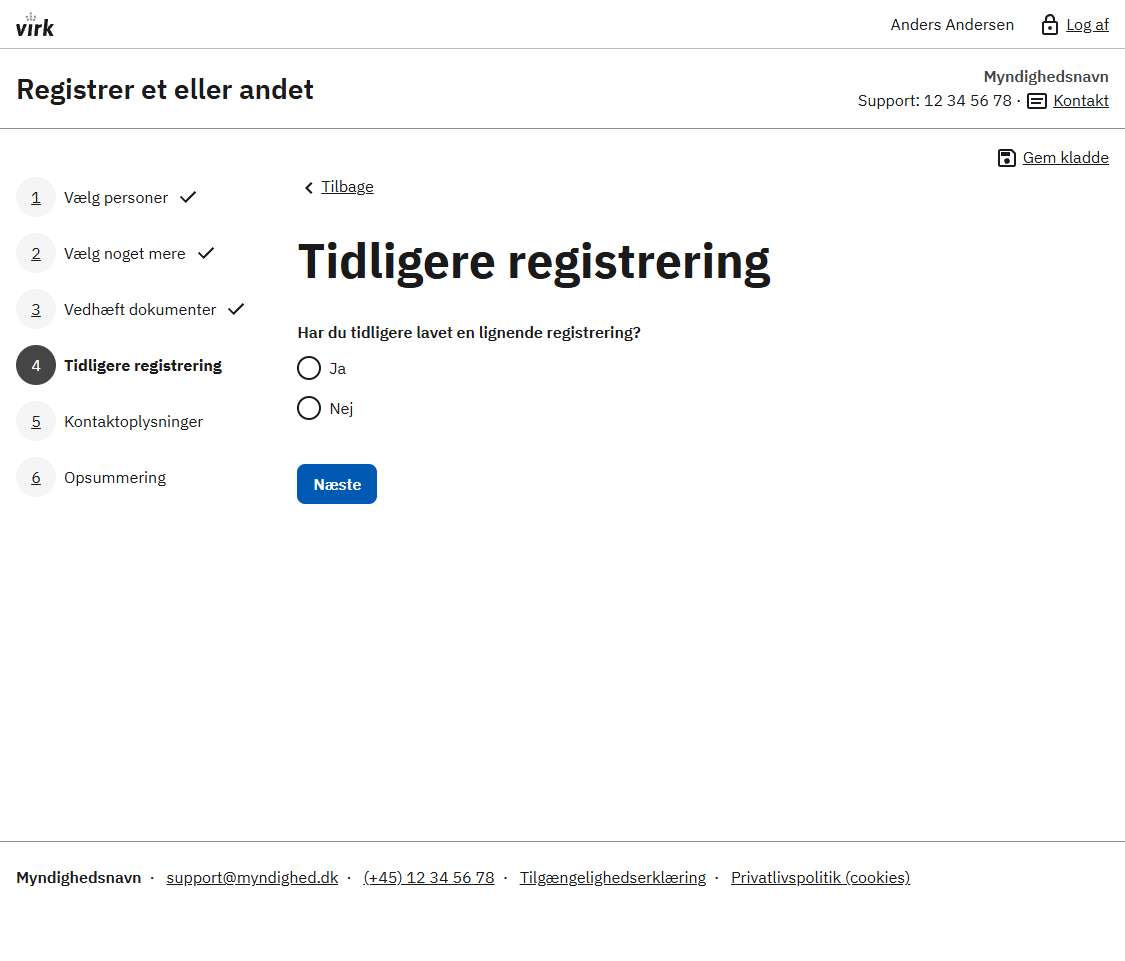 virk
Anders Andersen Log af
Registrer et eller andet
Myndighedsnavn
Support: 12 34 56 78 · Kontakt
Gem kladde
1 Vælg personer
2 Vælg noget mere
3 Vedhæft dokumenter
4 Tidligere registrering
5 Kontaktoplysninger
6 Opsummering
Tilbage
Tidligere registrering
Har du tidligere lavet en lignende registrering?
Ja
Nej
Næste
Myndighedsnavn · support@myndighed.dk · (+45) 12 34 56 78 · Tilgængelighedserklæring · Privatlivspolitik (cookies)